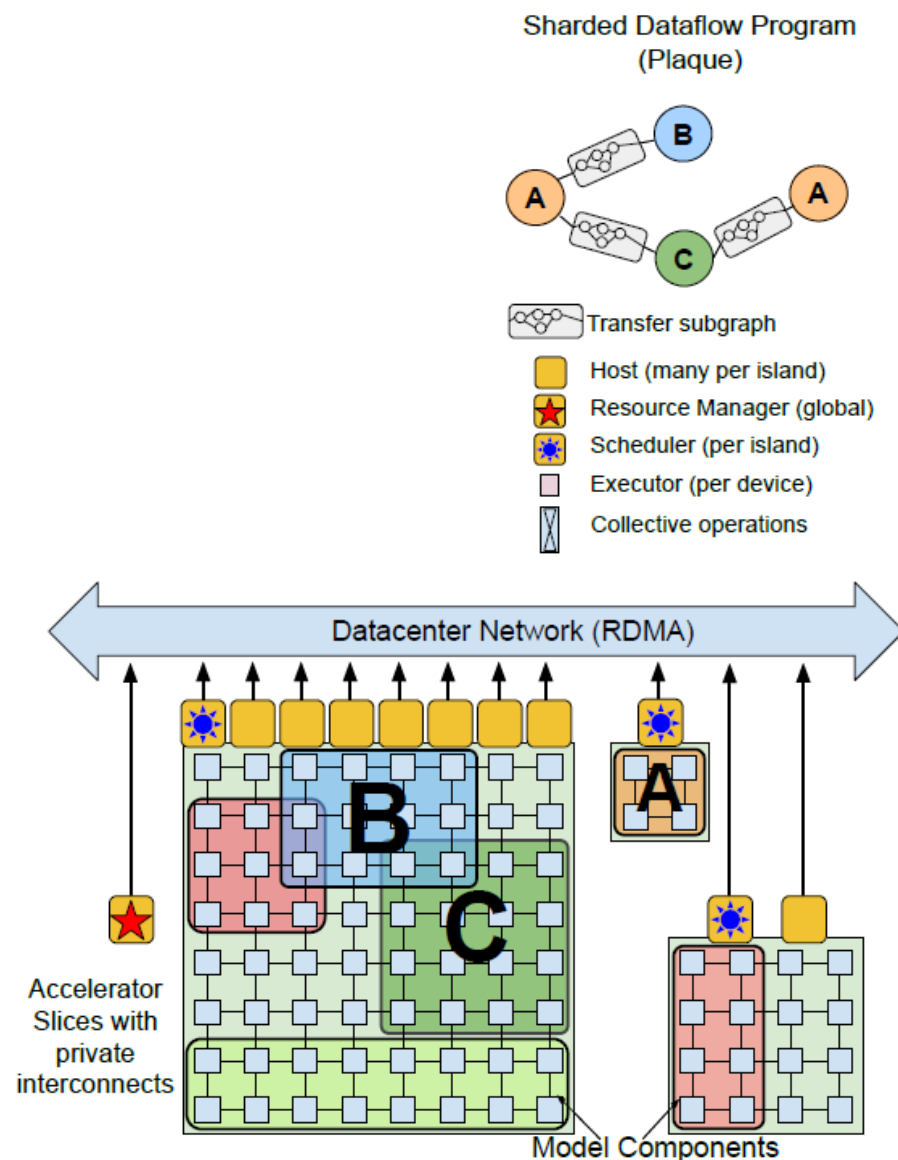 Sharded Dataflow Program
(Plaque)
B
A
A
C
Transfer subgraph
Host (many per island)
Resource Manager (global)
Scheduler (per island)
Executor (per device)
Collective operations
Datacenter Network (RDMA)
B
A
C
Accelerator
Slices with
private
interconnects
Model Components